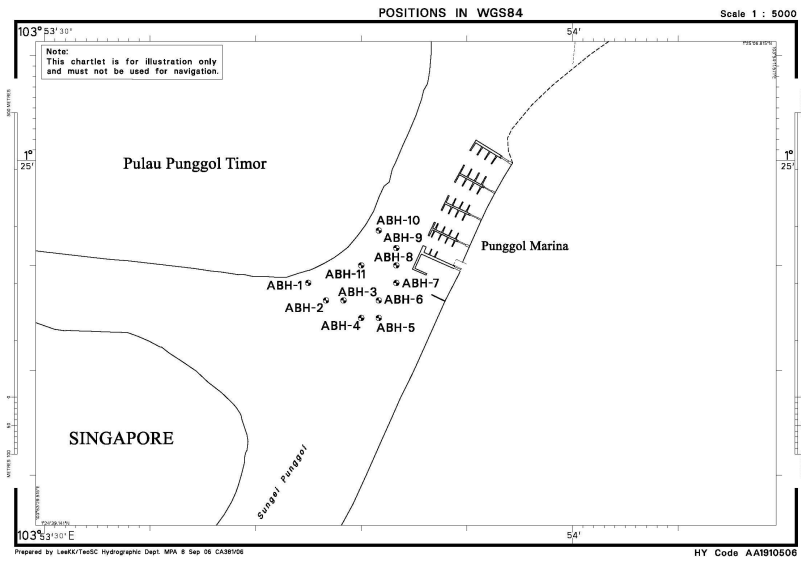 POSITIONS IN WGS84
Scale 1 : 5000
103° 53' 30"
54'
Note:
This chartlet is for illustration only
and must not be used for navigation.
1°
25'
1°
25'
Pulau Punggol Timor
Punggol Marina
ABH-10
ABH-9
ABH-8
ABH-11
ABH-1
ABH-7
ABH-3
ABH-2
ABH-6
ABH-4
ABH-5
SINGAPORE
Sungei Punggol
103° 53' 30" E
54'
Prepared by LeeKK/TeoSC Hydrographic Dept. MPA 8 Sep 06 CA381/06
HY Code AA1910506